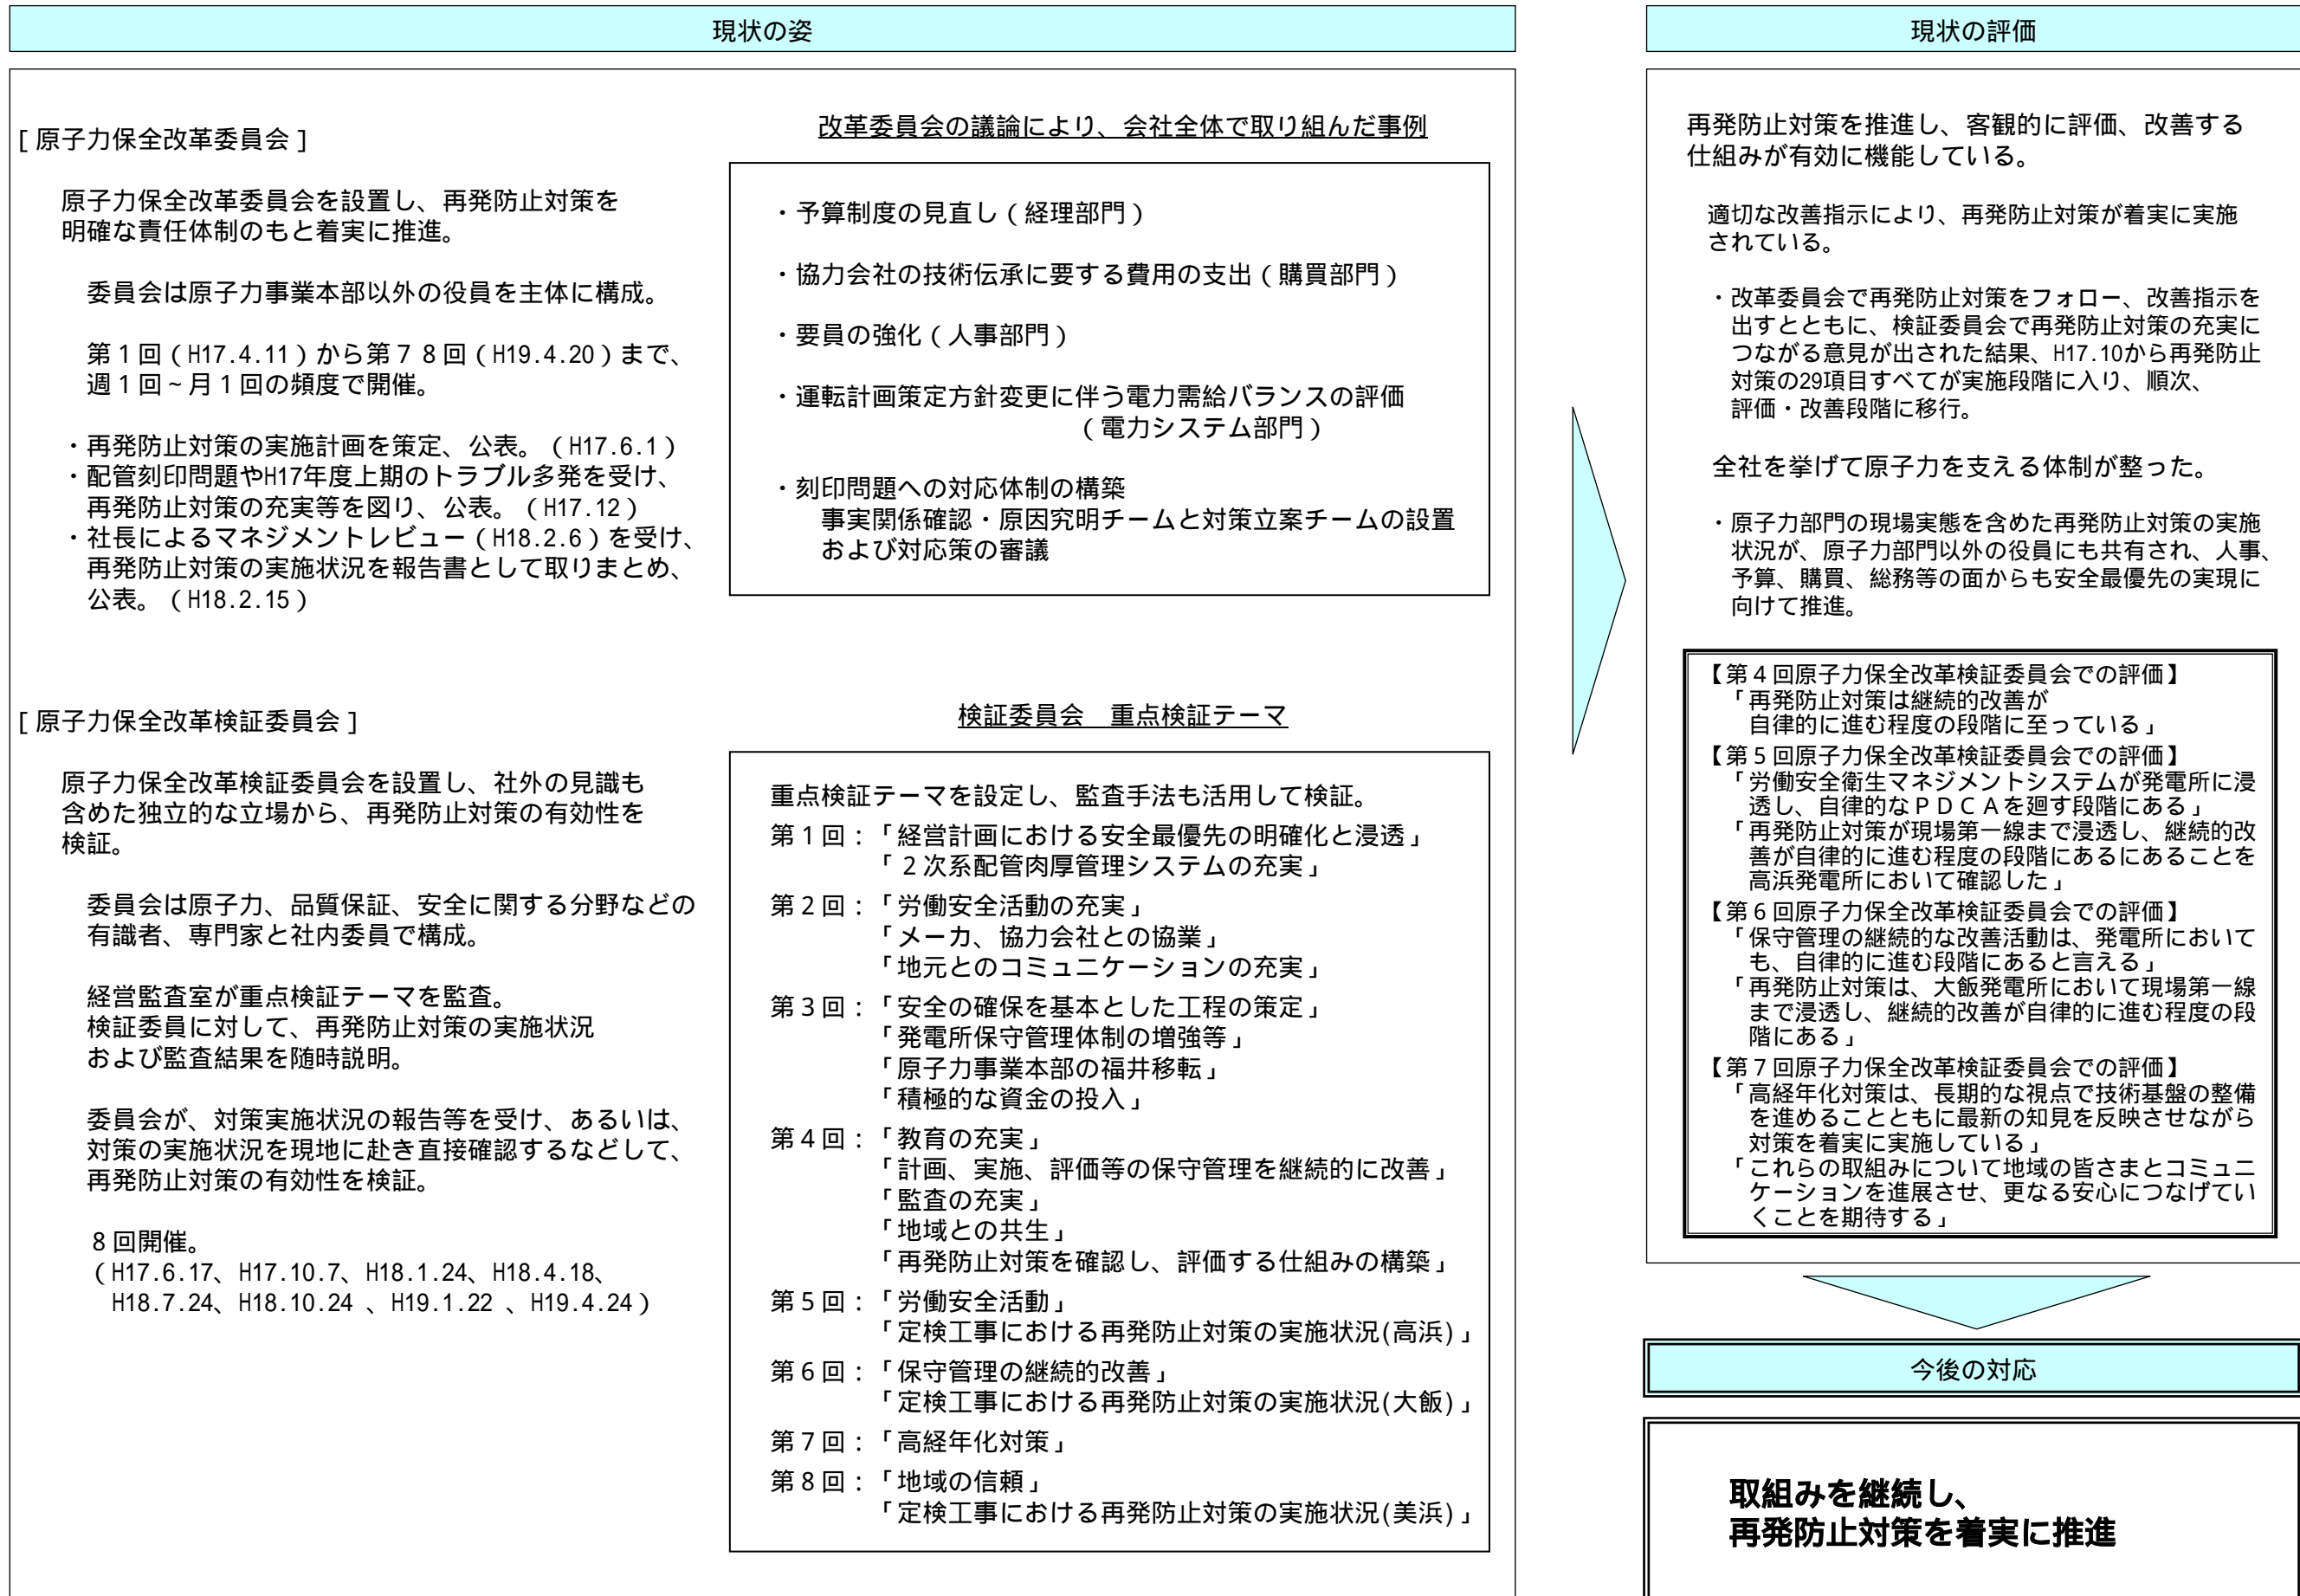 現状の姿
[ 原子力保全改革委員会 ]
原子力保全改革委員会を設置し、再発防止対策を
明確な責任体制のもと着実に推進。
委員会は原子力事業本部以外の役員を主体に構成。
第１回（H17.4.11）から第７８回（H19.4.20）まで、
週１回~月１回の頻度で開催。
・再発防止対策の実施計画を策定、公表。（H17.6.1）
・配管刻印問題やH17年度上期のトラブル多発を受け、
再発防止対策の充実等を図り、公表。（H17.12）
・社長によるマネジメントレビュー（H18.2.6）を受け、
再発防止対策の実施状況を報告書として取りまとめ、
公表。（H18.2.15）
改革委員会の議論により、会社全体で取り組んだ事例
・予算制度の見直し（経理部門）
・協力会社の技術伝承に要する費用の支出（購買部門）
・要員の強化（人事部門）
・運転計画策定方針変更に伴う電力需給バランスの評価
（電力システム部門）
・刻印問題への対応体制の構築
事実関係確認・原因究明チームと対策立案チームの設置
および対応策の審議
[ 原子力保全改革検証委員会 ]
原子力保全改革検証委員会を設置し、社外の見識も
含めた独立的な立場から、再発防止対策の有効性を
検証。
委員会は原子力、品質保証、安全に関する分野などの
有識者、専門家と社内委員で構成。
経営監査室が重点検証テーマを監査。
検証委員に対して、再発防止対策の実施状況
および監査結果を随時説明。
委員会が、対策実施状況の報告等を受け、あるいは、
対策の実施状況を現地に赴き直接確認するなどして、
再発防止対策の有効性を検証。
８回開催。
（H17.6.17、H17.10.7、H18.1.24、H18.4.18、
H18.7.24、H18.10.24 、H19.1.22 、H19.4.24）
検証委員会　重点検証テーマ
重点検証テーマを設定し、監査手法も活用して検証。
第１回：「経営計画における安全最優先の明確化と浸透」
「２次系配管肉厚管理システムの充実」
第２回：「労働安全活動の充実」
「メーカ、協力会社との協業」
「地元とのコミュニケーションの充実」
第３回：「安全の確保を基本とした工程の策定」
「発電所保守管理体制の増強等」
「原子力事業本部の福井移転」
「積極的な資金の投入」
第４回：「教育の充実」
「計画、実施、評価等の保守管理を継続的に改善」
「監査の充実」
「地域との共生」
「再発防止対策を確認し、評価する仕組みの構築」
第５回：「労働安全活動」
「定検工事における再発防止対策の実施状況(高浜)」
第６回：「保守管理の継続的改善」
「定検工事における再発防止対策の実施状況(大飯)」
第７回：「高経年化対策」
第８回：「地域の信頼」
「定検工事における再発防止対策の実施状況(美浜)」
現状の評価
再発防止対策を推進し、客観的に評価、改善する
仕組みが有効に機能している。
適切な改善指示により、再発防止対策が着実に実施
されている。
・改革委員会で再発防止対策をフォロー、改善指示を
出すとともに、検証委員会で再発防止対策の充実に
つながる意見が出された結果、H17.10から再発防止
対策の29項目すべてが実施段階に入り、順次、
評価・改善段階に移行。
全社を挙げて原子力を支える体制が整った。
・原子力部門の現場実態を含めた再発防止対策の実施
状況が、原子力部門以外の役員にも共有され、人事、
予算、購買、総務等の面からも安全最優先の実現に
向けて推進。
【第４回原子力保全改革検証委員会での評価】
「再発防止対策は継続的改善が
自律的に進む程度の段階に至っている」
【第５回原子力保全改革検証委員会での評価】
「労働安全衛生マネジメントシステムが発電所に浸
透し、自律的なＰＤＣＡを廻す段階にある」
「再発防止対策が現場第一線まで浸透し、継続的改
善が自律的に進む程度の段階にあるにあることを
高浜発電所において確認した」
【第６回原子力保全改革検証委員会での評価】
「保守管理の継続的な改善活動は、発電所において
も、自律的に進む段階にあると言える」
「再発防止対策は、大飯発電所において現場第一線
まで浸透し、継続的改善が自律的に進む程度の段
階にある」
【第７回原子力保全改革検証委員会での評価】
「高経年化対策は、長期的な視点で技術基盤の整備
を進めることともに最新の知見を反映させながら
対策を着実に実施している」
「これらの取組みについて地域の皆さまとコミュニ
ケーションを進展させ、更なる安心につなげてい
くことを期待する」
今後の対応
取組みを継続し、
再発防止対策を着実に推進